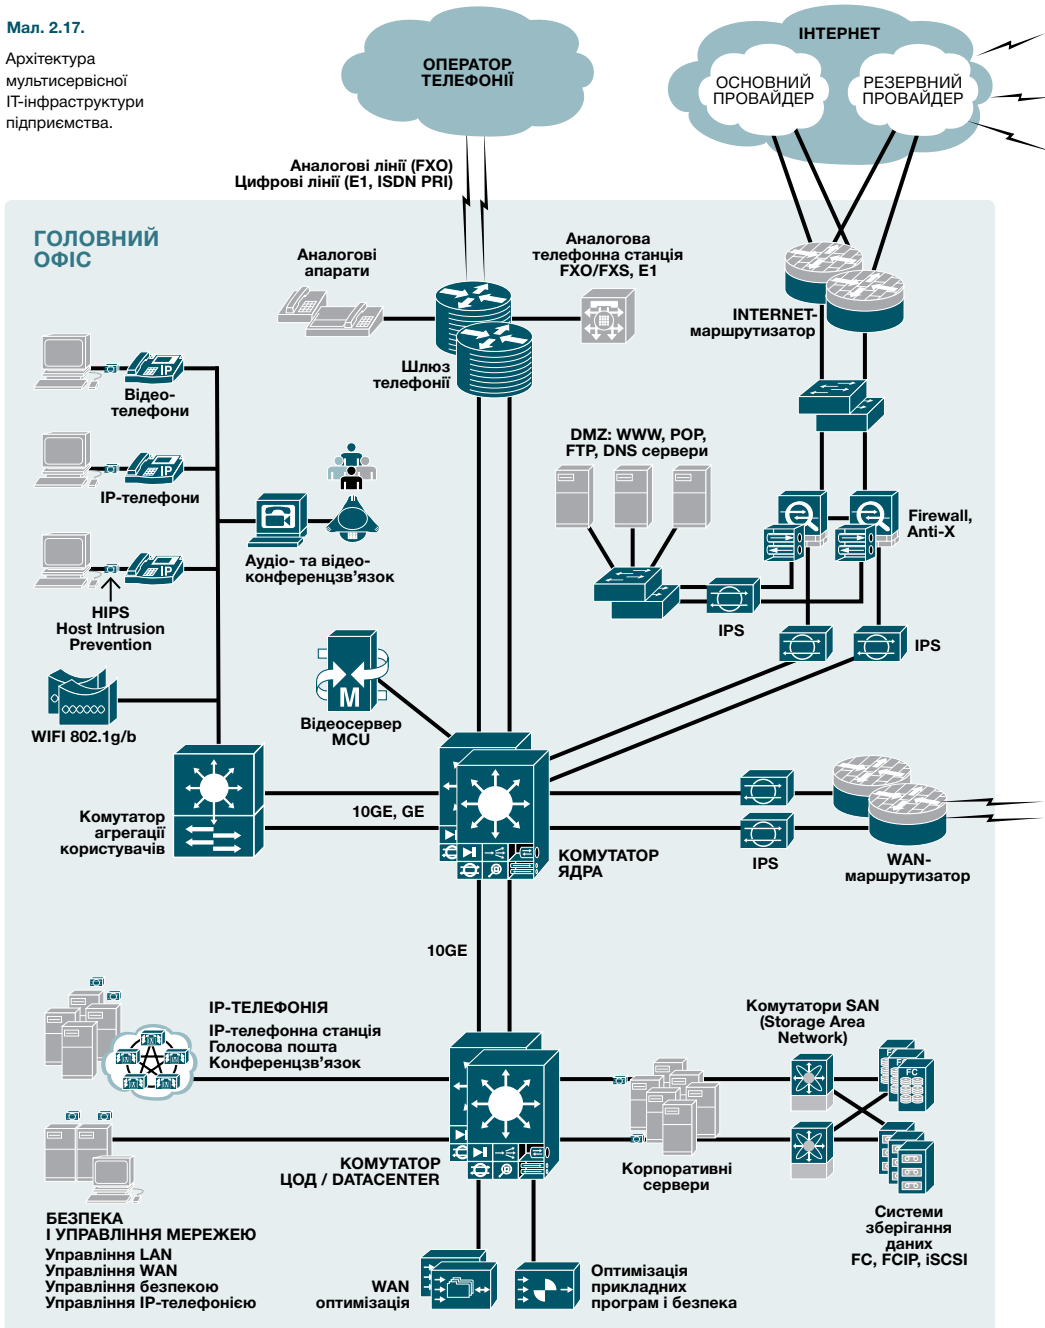 Мал. 2.17.
Архітектура
мультисервісної
ІТ-інфраструктури
підприємства.
ОПЕРАТОР
ТЕЛЕФОНІЇ
ІНТЕРНЕТ
ОСНОВНИЙ
ПРОВАЙДЕР
РЕЗЕРВНИЙ
ПРОВАЙДЕР
Аналогові лінії (FXO)
Цифрові лінії (E1, ISDN PRI)
ГОЛОВНИЙ
ОФІС
Аналогові
апарати
Аналогова
телефонна станція
FXO/FXS, E1
INTERNET-
маршрутизатор
Шлюз
телефонії
IP
Відео-
телефони
IP
IP-телефони
IP
HIPS
Host Intrusion
Prevention
Аудіо- та відео-
конференцзв’язок
DMZ: WWW, POP,
FTP, DNS сервери
Firewall,
Anti-X
IPS
IPS
WIFI 802.1g/b
M
Відеосервер
MCU
Комутатор
агрегації
користувачів
10GE, GE
КОМУТАТОР
ЯДРА
IPS
WAN-
маршрутизатор
10GE
IP-ТЕЛЕФОНІЯ
IP-телефонна станція
Голосова пошта
Конференцзв’язок
Комутатори SAN
(Storage Area
Network)
FC
FC
FC
КОМУТАТОР
ЦОД / DATACENTER
Корпоративні
сервери
Системи
зберігання
даних
FC, FCIP, iSCSI
БЕЗПЕКА
І УПРАВЛІННЯ МЕРЕЖЕЮ
Управління LAN
Управління WAN
Управління безпекою
Управління IP-телефонією
WAN
оптимізація
Оптимізація
прикладних
програм і безпека